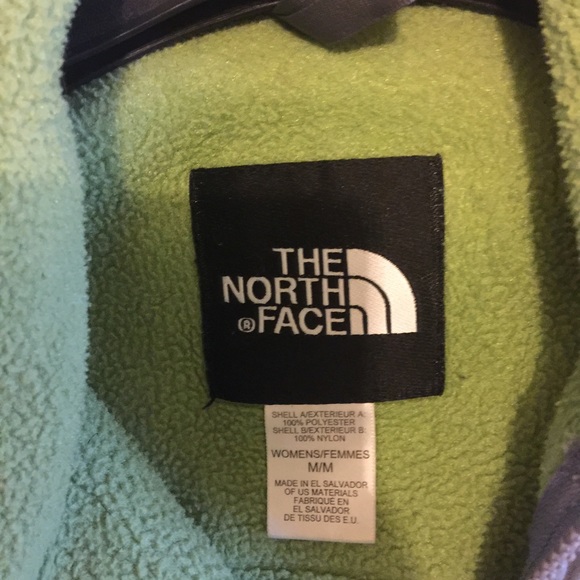 THE
NORTH
® FACE
SHELL A/EXTERIEUR A:
100% POLYESTER
SHELL B/EXTERIEUR B:
100% NYLON
WOMENS/FEMMES
M/M
MADE IN EL SALVADOR
OF US MATERIALS
FABRIQUÉ EN
EL SALVADOR
DE TISSU DES E.U.